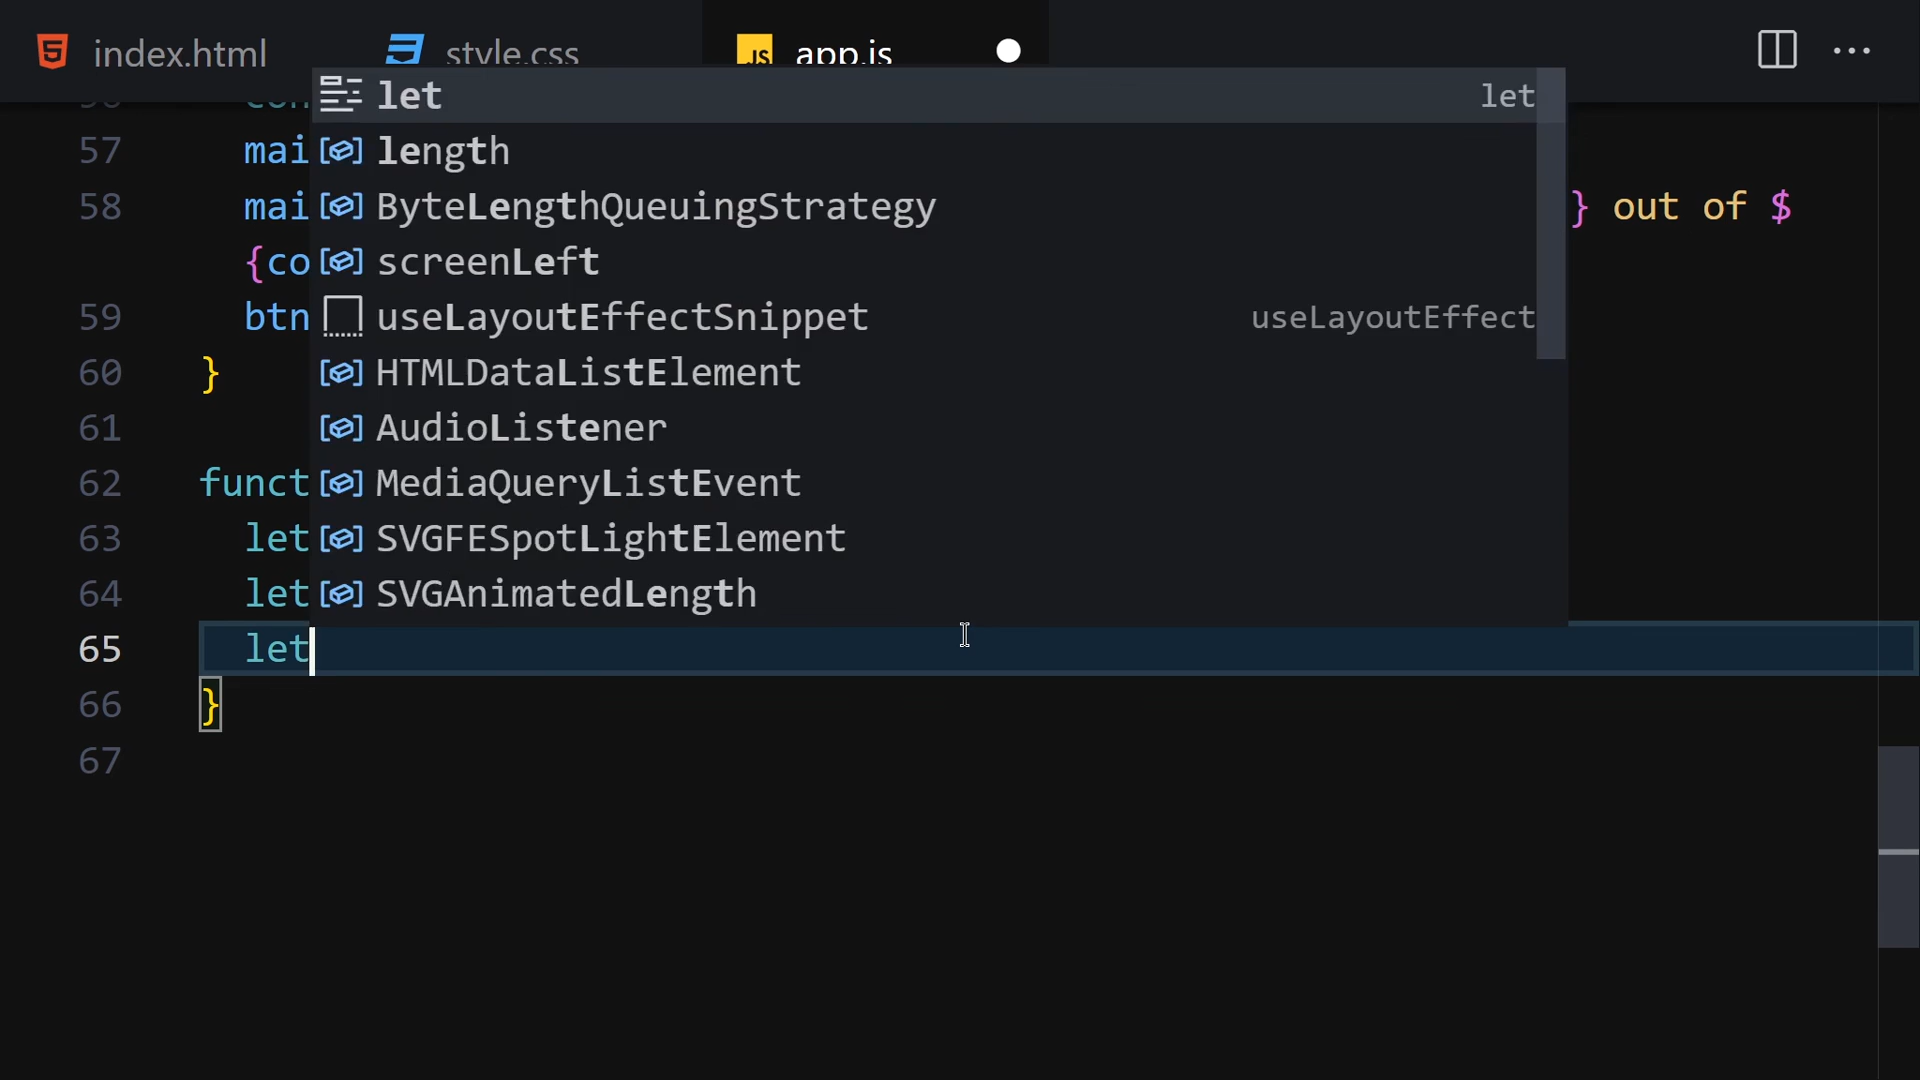 index.html style.css app.js
let let
57 mai length
58 mai ByteLengthQueuingStrategy } out of $
{co screenLeft
59 btn useLayoutEffectSnippet useLayoutEffect
60 } HTMLDataListElement
61 AudioListener
62 funct MediaQueryListEvent
63 let SVGFESpotLightElement
64 let SVGAnimatedLength
65 let
66 }
67